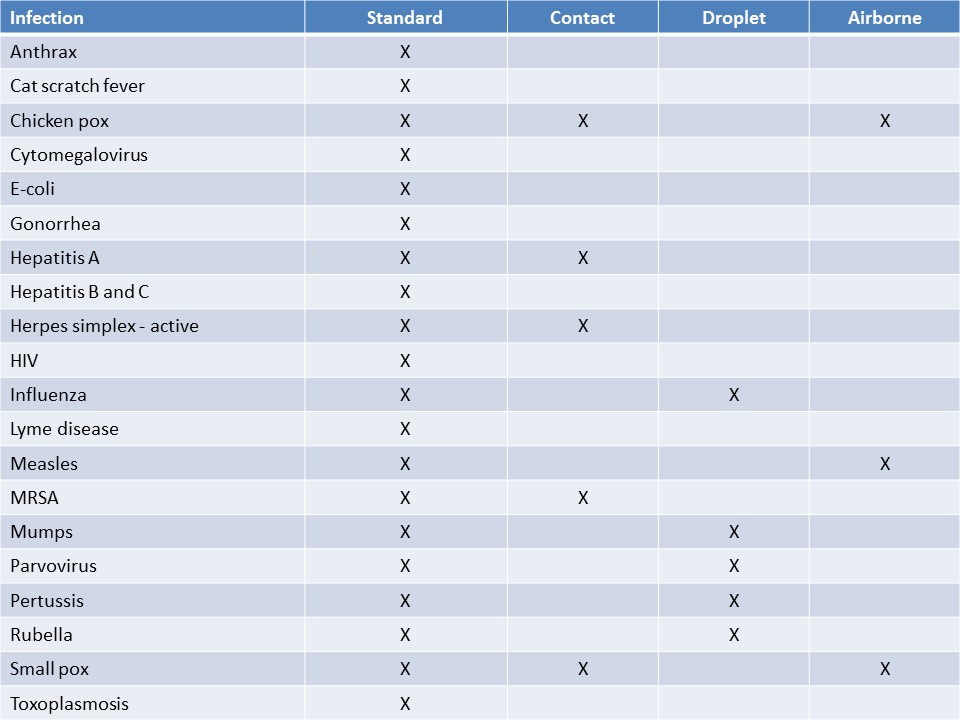 Infection Standard Contact Droplet Airborne
Anthrax X
Cat scratch fever X
Chicken pox X X X
Cytomegalovirus X
E-coli X
Gonorrhea X
Hepatitis A X X
Hepatitis B and C X
Herpes simplex - active X X
HIV X
Influenza X X
Lyme disease X
Measles X X
MRSA X X
Mumps X X
Parvovirus X X
Pertussis X X
Rubella X X
Small pox X X X
Toxoplasmosis X